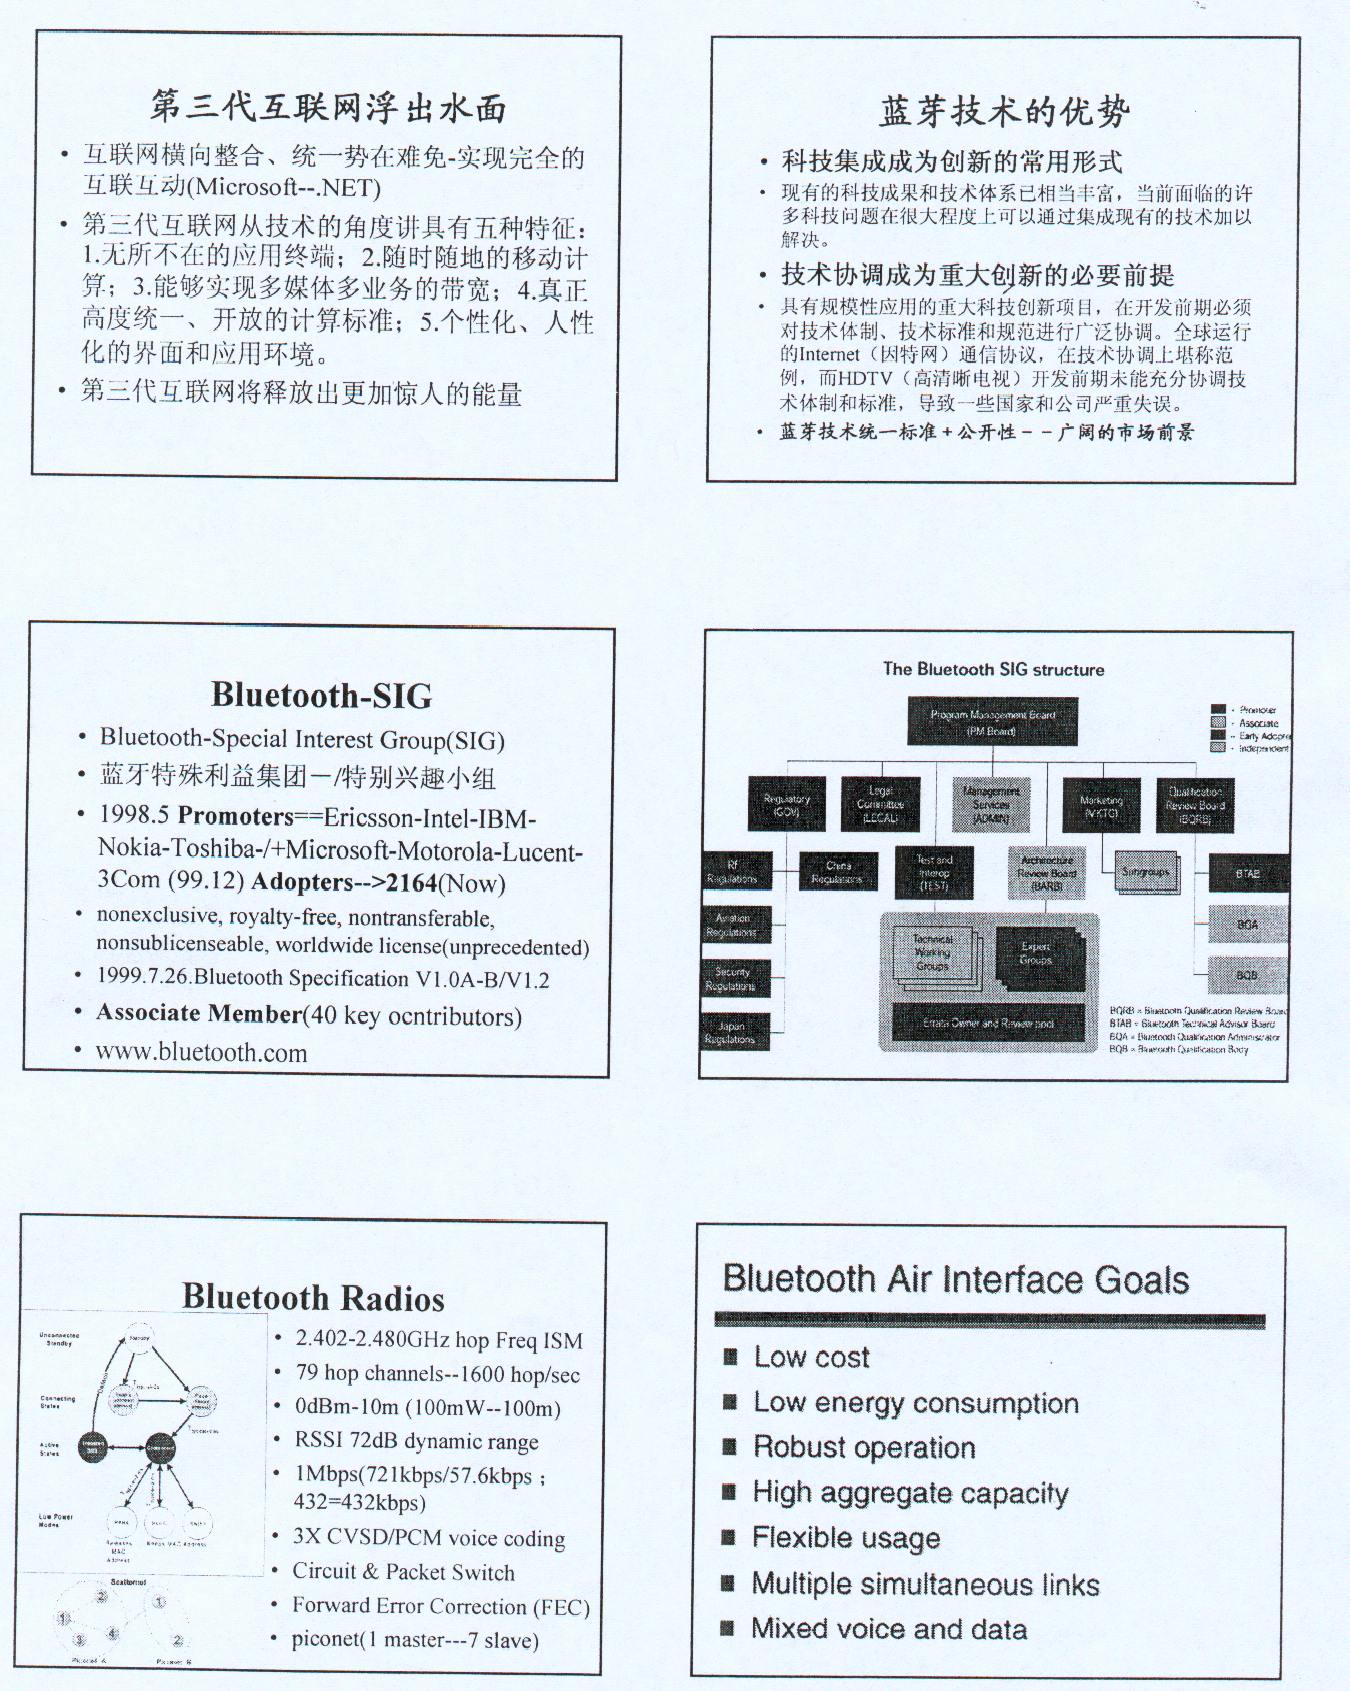 第三代互联网浮出水面
• 互联网横向整合、统一势在难免-实现完全的
互联互动(Microsoft--.NET)
• 第三代互联网从技术的角度讲具有五种特征：
1.无所不在的应用终端；2.随时随地的移动计
算；3.能够实现多媒体多业务的带宽；4.真正
高度统一、开放的计算标准；5.个性化、人性
化的界面和应用环境。
• 第三代互联网将释放出更加惊人的能量
蓝芽技术的优势
• 科技集成成为创新的常用形式
• 现有的科技成果和技术体系已相当丰富，当前面临的许
多科技问题在很大程度上可以通过集成现有的技术加以
解决。
• 技术协调成为重大创新的必要前提
• 具有规模性应用的重大科技创新项目，在开发前期必须
对技术体制、技术标准和规范进行广泛协调。全球运行
的Internet（因特网）通信协议，在技术协调上堪称范
例，而HDTV（高清晰电视）开发前期未能充分协调技
术体制和标准，导致一些国家和公司严重失误。
• 蓝芽技术统一标准+公开性--广阔的市场前景
Bluetooth-SIG
• Bluetooth-Special Interest Group(SIG)
• 蓝牙特殊利益集团－/特别兴趣小组
• 1998.5 Promoters==Ericsson-Intel-IBM-
Nokia-Toshiba-/+Microsoft-Motorola-Lucent-
3Com (99.12) Adopters-->2164(Now)
• nonexclusive, royalty-free, nontransferable,
nonsublicenseable, worldwide license(unprecedented)
• 1999.7.26.Bluetooth Specification V1.0A-B/V1.2
• Associate Member(40 key ocntributors)
• www.bluetooth.com
The Bluetooth SIG structure
Program Management Board
(PM Board)
- Promoter
- Associate
- Early Adopte
- Independent
Regulatory
(GOV)
Legal
Committee
(LEGAL)
Management
Services
(ADMIN)
Marketing
(MKTG)
Qualification
Review Board
(BQRB)
Rf
Regulations
China
Regulations
Test and
Interop
(TEST)
Architecture
Review Board
(BARB)
Subgroups
BTAB
Aviation
Regulations
Technical
Working
Groups
Expert
Groups
BQA
Security
Regulations
BQB
Japan
Regulations
Errata Owner and Review pool
BQRB = Bluetooth Qualification Review Board
BTAB = Bluetooth Technical Advisor Board
BQA = Bluetooth Qualification Administrator
BQB = Bluetooth Qualification Body
Bluetooth Radios
Unconnected
Standby
Standby
Connecting
States
Active
States
Low Power
Modes
Releases
MAC
Address
Keeps MAC Address
Scatternet
1
2
3
4
1
2
Piconet A
Piconet B
• 2.402-2.480GHz hop Freq ISM
• 79 hop channels--1600 hop/sec
• 0dBm-10m (100mW--100m)
• RSSI 72dB dynamic range
• 1Mbps(721kbps/57.6kbps；
432=432kbps)
• 3X CVSD/PCM voice coding
• Circuit & Packet Switch
• Forward Error Correction (FEC)
• piconet(1 master---7 slave)
Bluetooth Air Interface Goals
■ Low cost
■ Low energy consumption
■ Robust operation
■ High aggregate capacity
■ Flexible usage
■ Multiple simultaneous links
■ Mixed voice and data